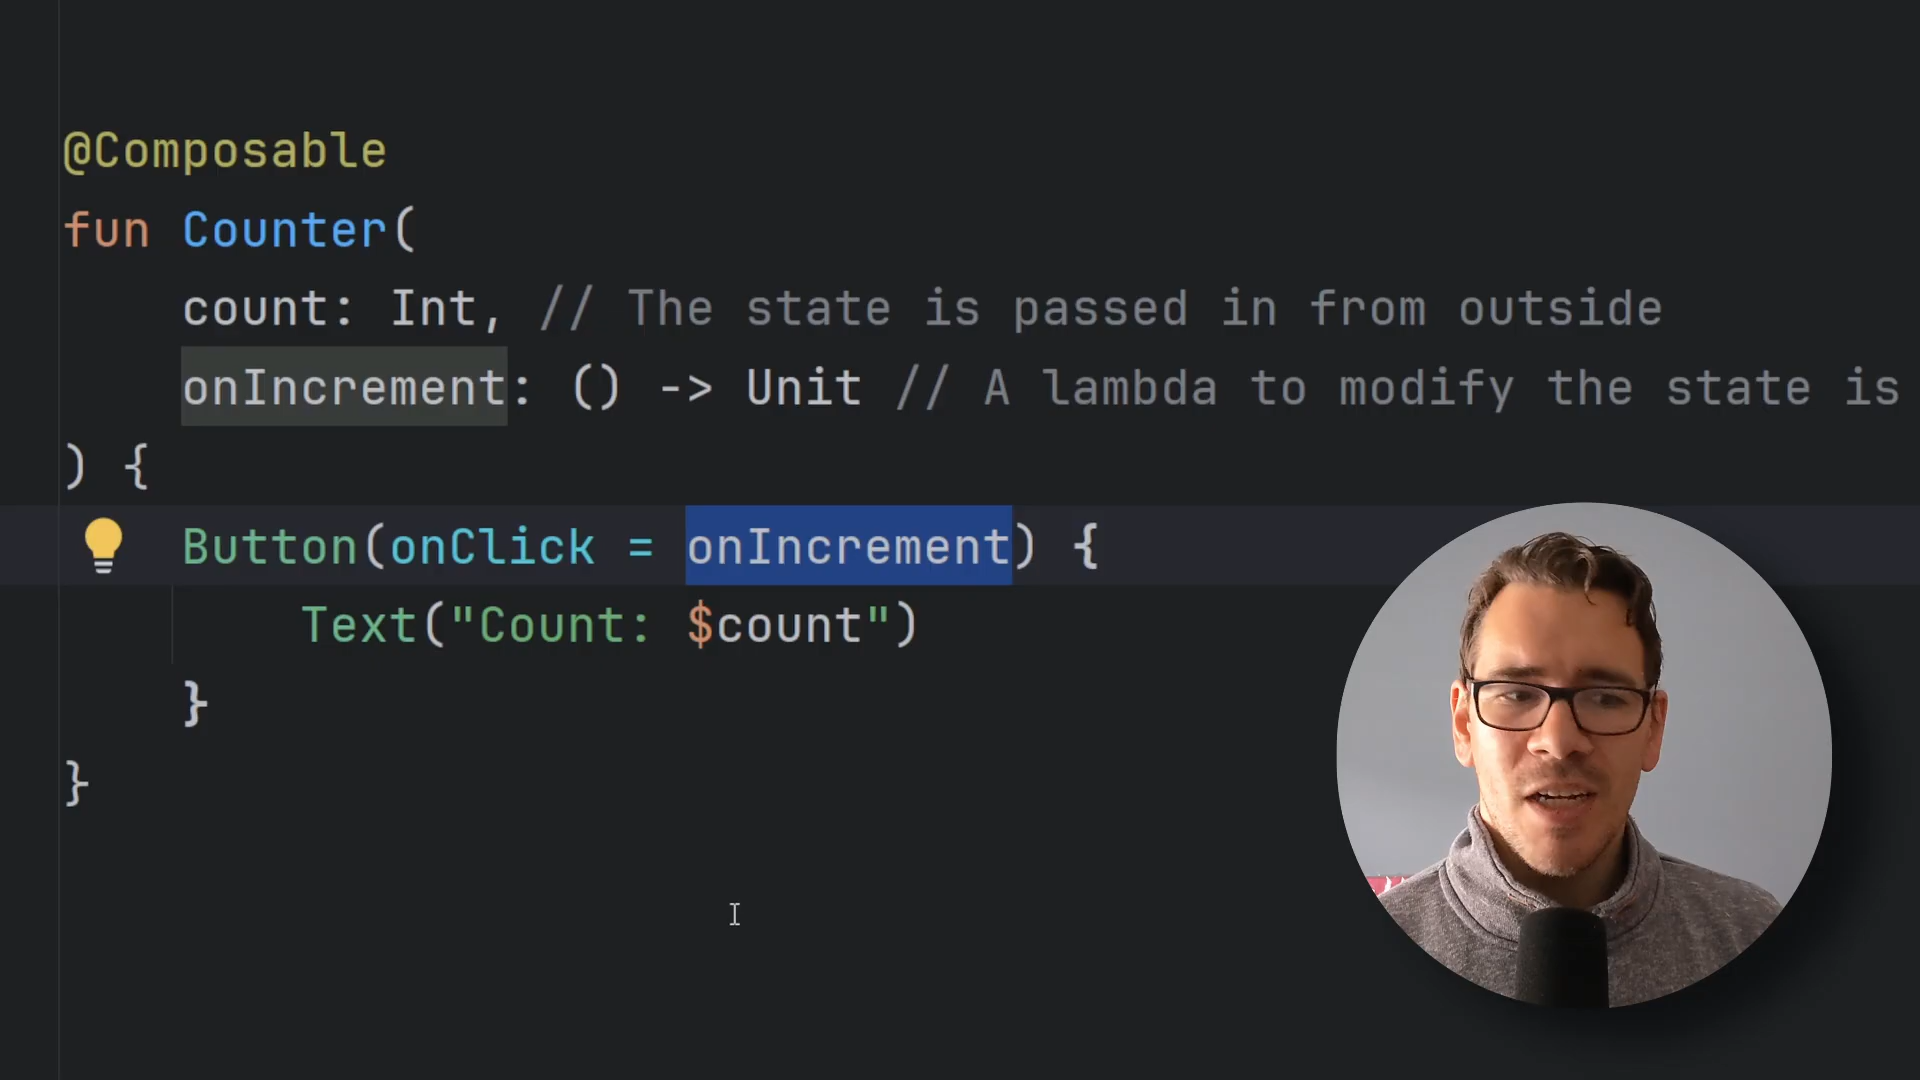 @Composable
fun Counter(
count: Int, // The state is passed in from outside
onIncrement: () -> Unit // A lambda to modify the state is
) {
Button(onClick = onIncrement) {
Text("Count: $count")
}
}